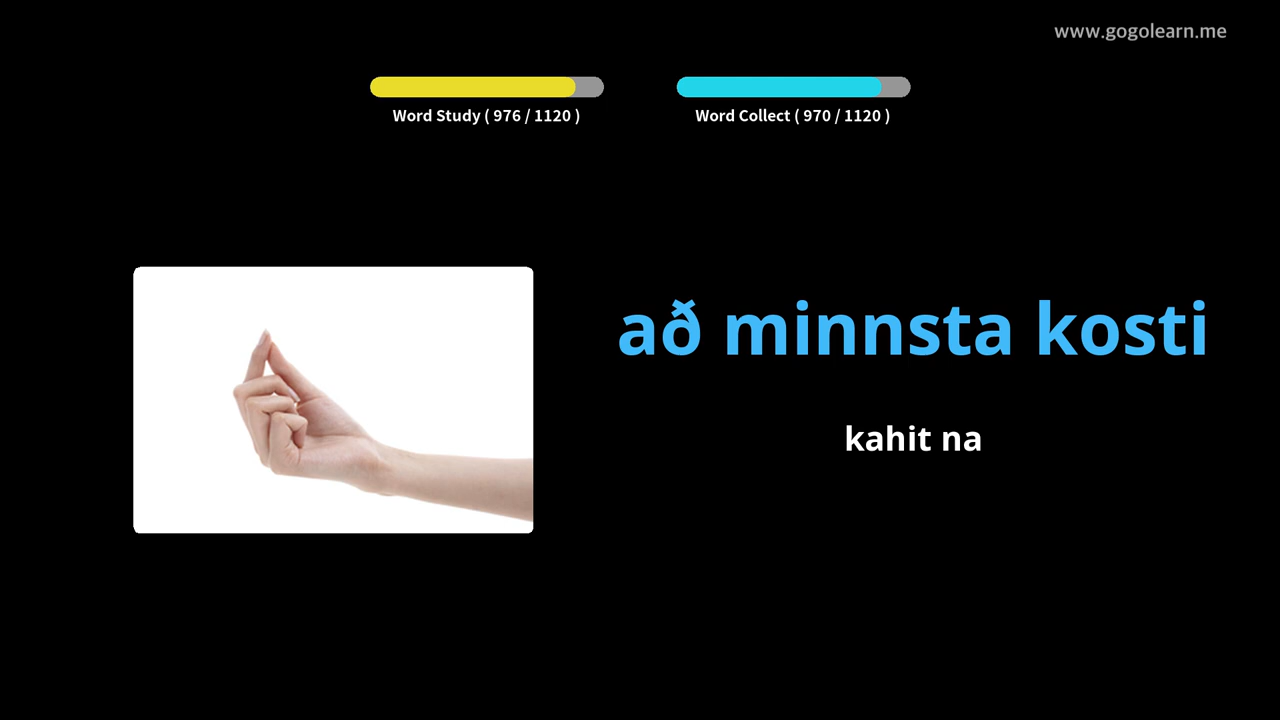 www.gogolearn.me
Word Study ( 976 / 1120 )
Word Collect ( 970 / 1120 )
að minnsta kosti
kahit na